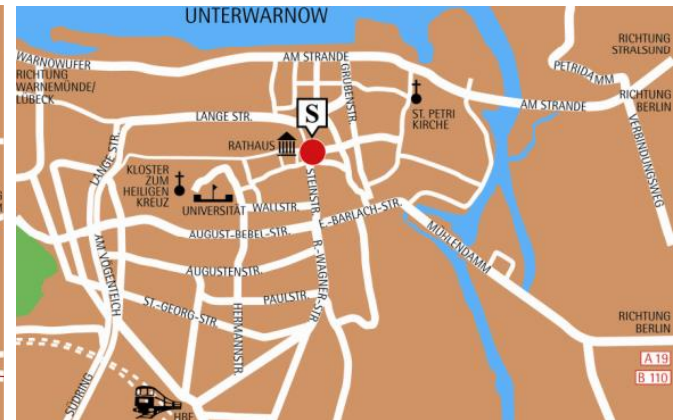 UNTERWARNOW
WARNOWUFER
RICHTUNG
WARNEMÜNDE/
LÜBECK
AM STRANDE
GRUBENSTR.
RICHTUNG
STRALSUND
PETRIDAMM
RICHTUNG
BERLIN
AM STRANDE
VERBINDUNGSWEG
LANGE STR.
S
ST. PETRI
KIRCHE
RATHAUS
LANGE STR.
KLOSTER
ZUM
HEILIGEN
KREUZ
UNIVERSITÄT
STEINSTR.
WALLSTR.
E.-BARLACH-STR.
AUGUST-BEBEL-STR.
MÜHLENDAMM
AM VÖGENTEICH
AUGUSTENSTR.
R.-WAGNER-STR
PAULSTR.
ST.-GEORG-STR.
HERMANNSTR.
RICHTUNG
BERLIN
A 19
B 110
SÜDRING
HBF